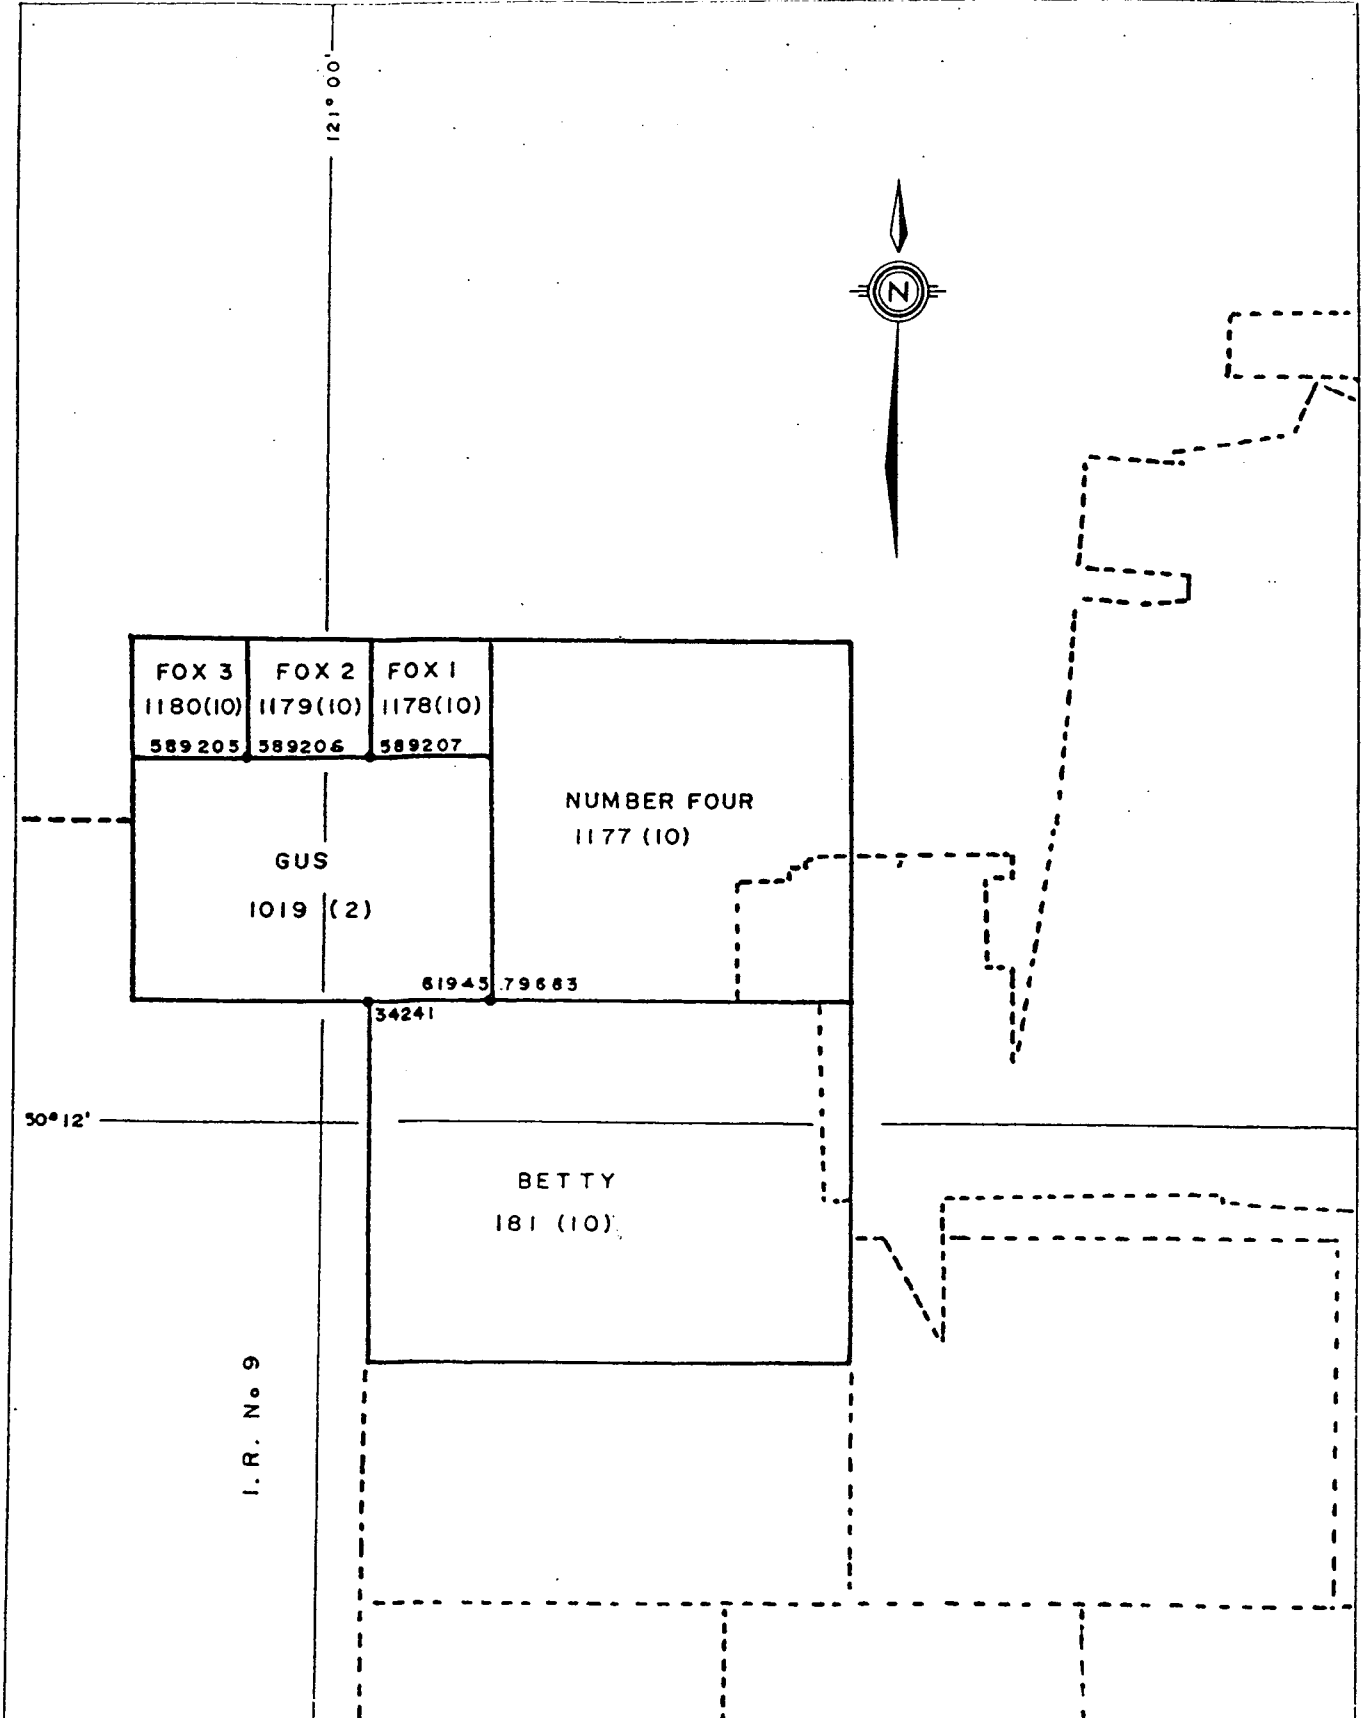 121° 00'
N
FOX 3
1180(10)
589205
FOX 2
1179(10)
589206
FOX 1
1178(10)
589207
NUMBER FOUR
1177 (10)
GUS
1019 (2)
61945
79683
34241
50° 12'
BETTY
181 (10)
I.R. No 9